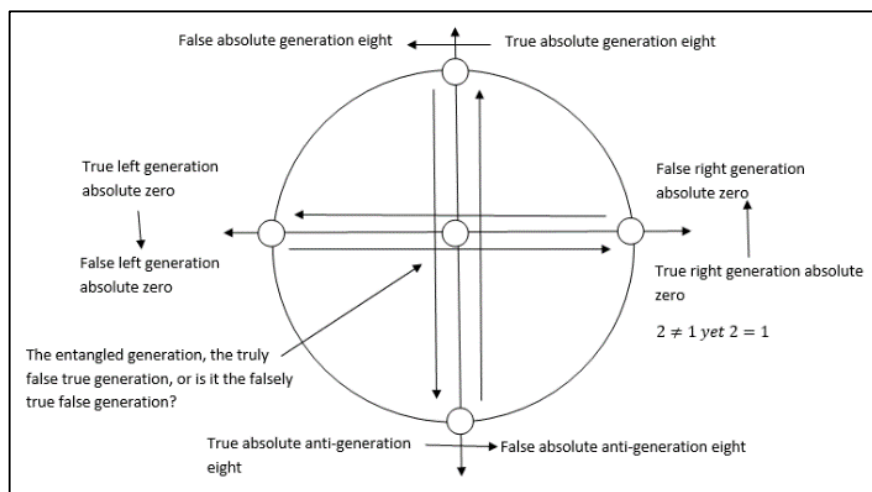 False absolute generation eight
True absolute generation eight
True left generation
absolute zero
False left generation
absolute zero
False right generation
absolute zero
True right generation absolute
zero
2 ≠ 1 yet 2 = 1
The entangled generation, the truly
false true generation, or is it the falsely
true false generation?
True absolute anti-generation
eight
False absolute anti-generation eight